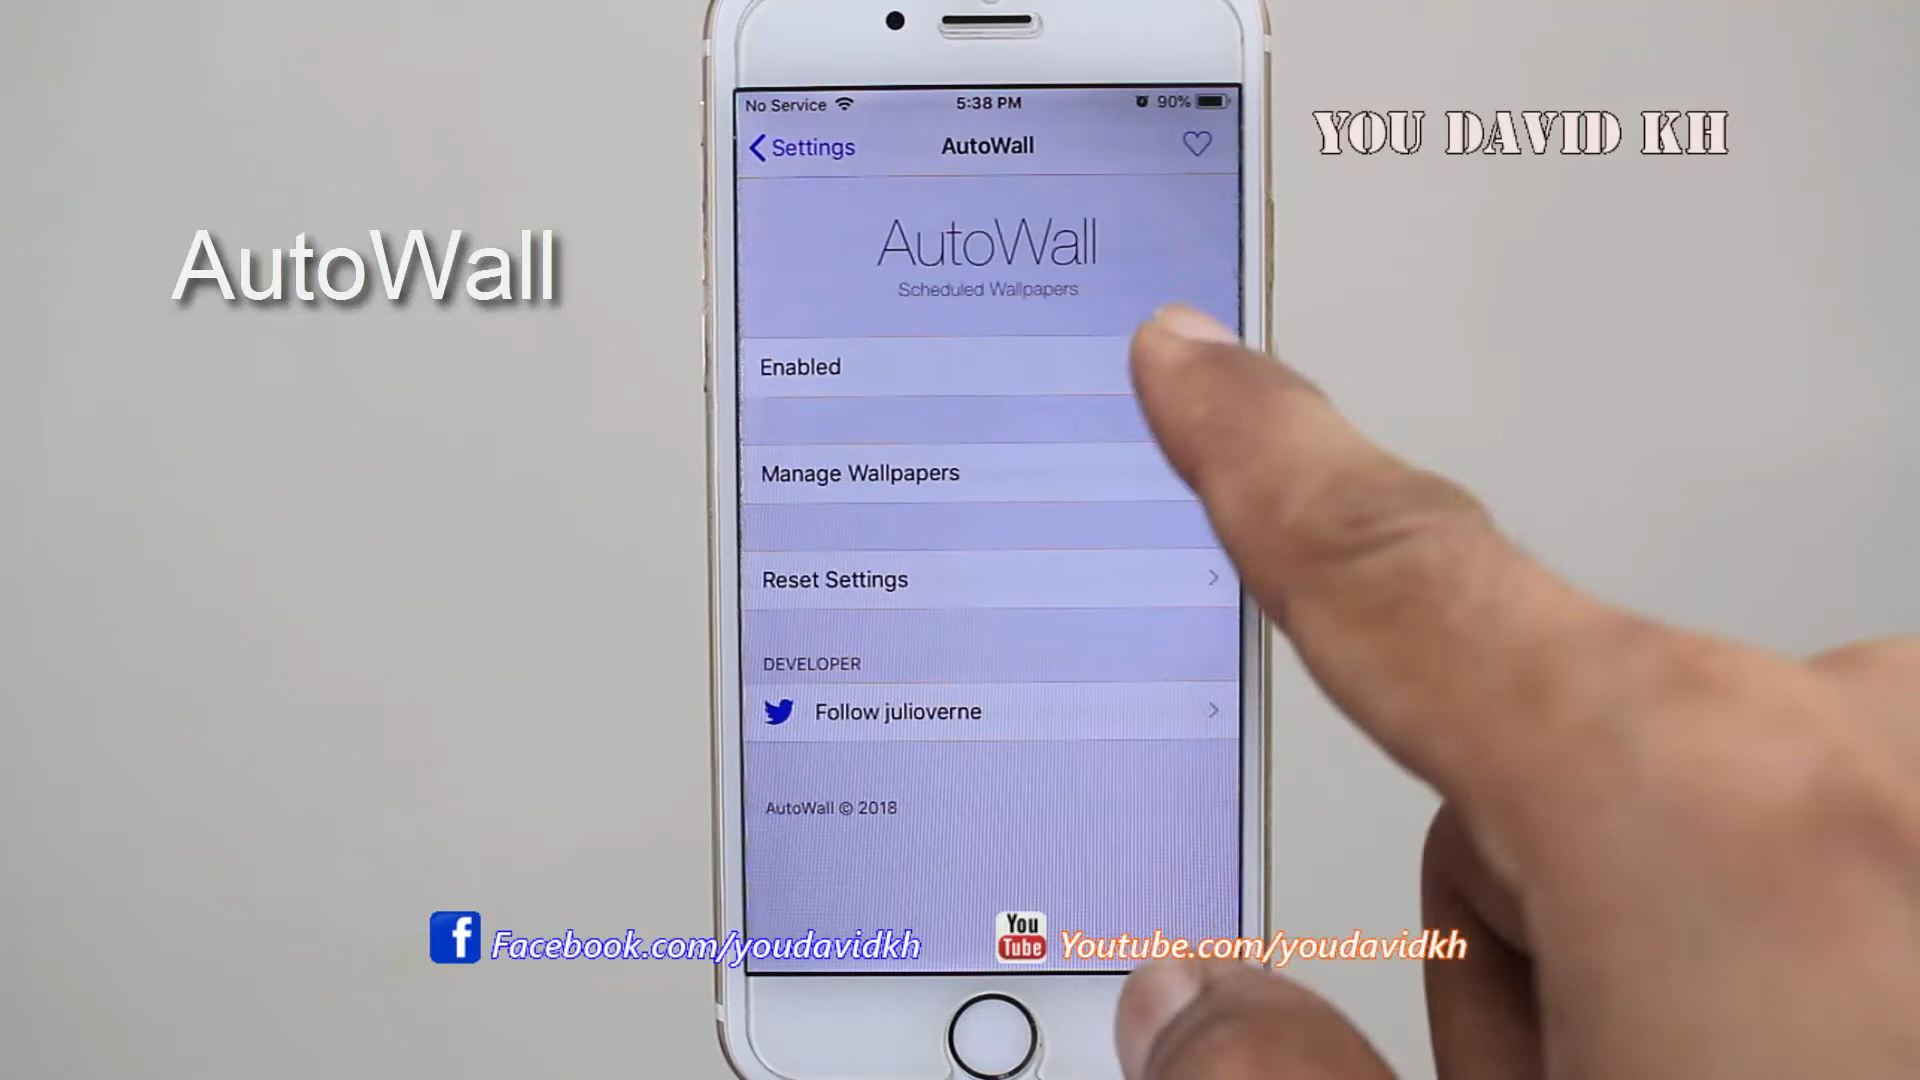 No Service 5:38 PM 90%
Settings AutoWall
YOU DAVID KH
AutoWall
Scheduled Wallpapers
AutoWall
Enabled
Manage Wallpapers
Reset Settings
DEVELOPER
Follow julioverne
AutoWall © 2018
f Facebook.com/youdavidkh
You Tube Youtube.com/youdavidkh